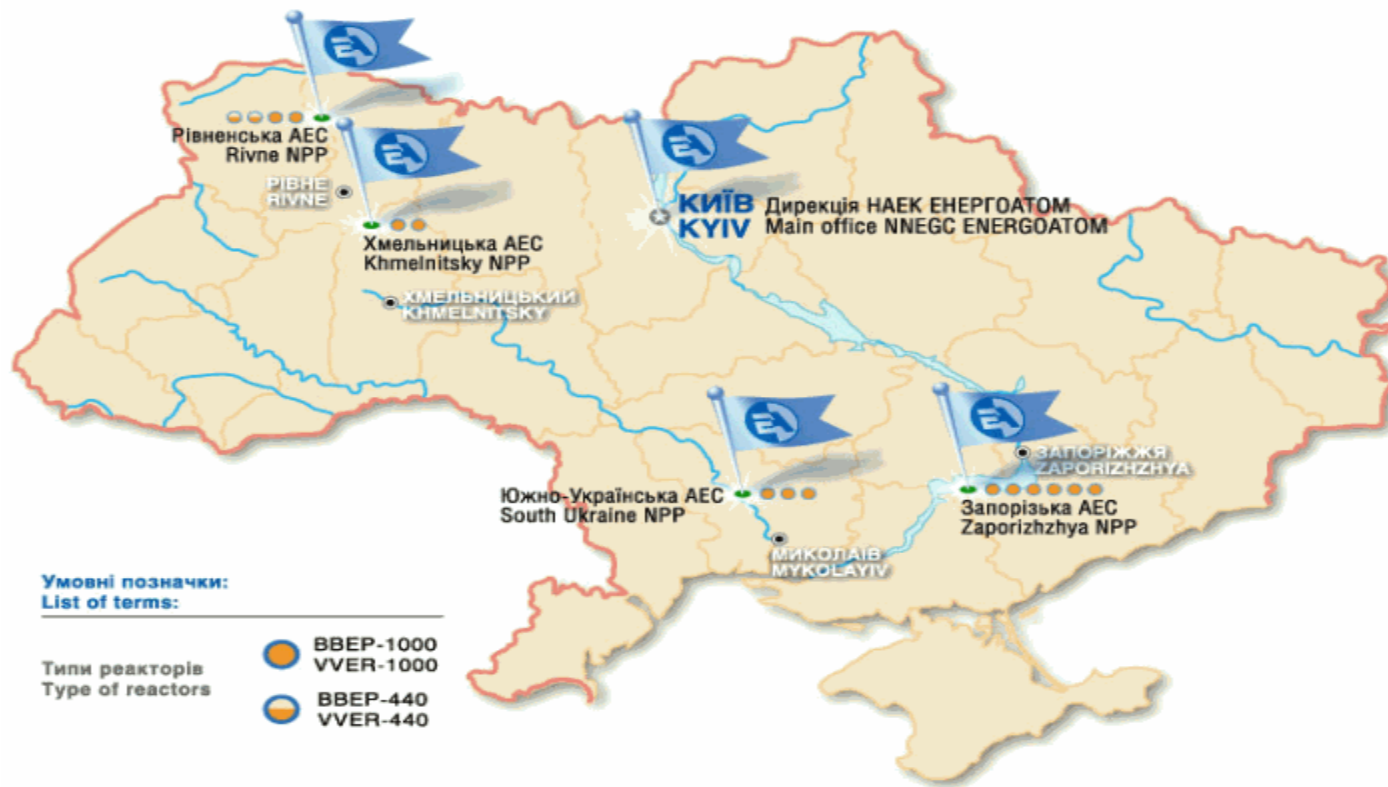 Рівненська АЕС
Rivne NPP
РІВНЕ
RIVNE
КИЇВ
KYIV
Дирекція НАЕК ЕНЕРГОАТОМ
Main office NNEGC ENERGOATOM
Хмельницька АЕС
Khmelnitsky NPP
ХМЕЛЬНИЦЬКИЙ
KHMELNITSKY
ЗАПОРІЖЖЯ
ZAPORIZHZHYA
Южно-Українська АЕС
South Ukraine NPP
Запорізька АЕС
Zaporizhzhya NPP
МИКОЛАЇВ
MYKOLAYIV
Умовні позначки:
List of terms:
Типи реакторів
Type of reactors
ВВЕР-1000
VVER-1000
ВВЕР-440
VVER-440